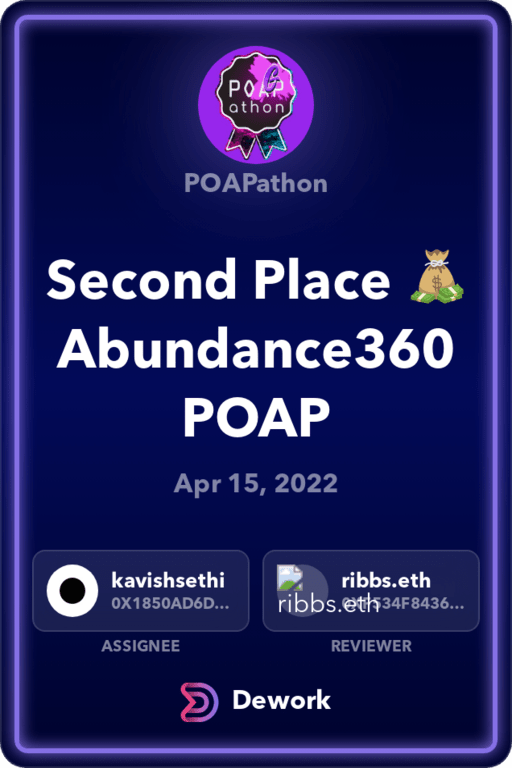 POAP
athon
POAPathon
Second Place 💰
Abundance360
POAP
Apr 15, 2022
kavishsethi
0X1850AD6D...
ASSIGNEE
ribbs.eth
ribbs.eth
REVIEWER
Dework